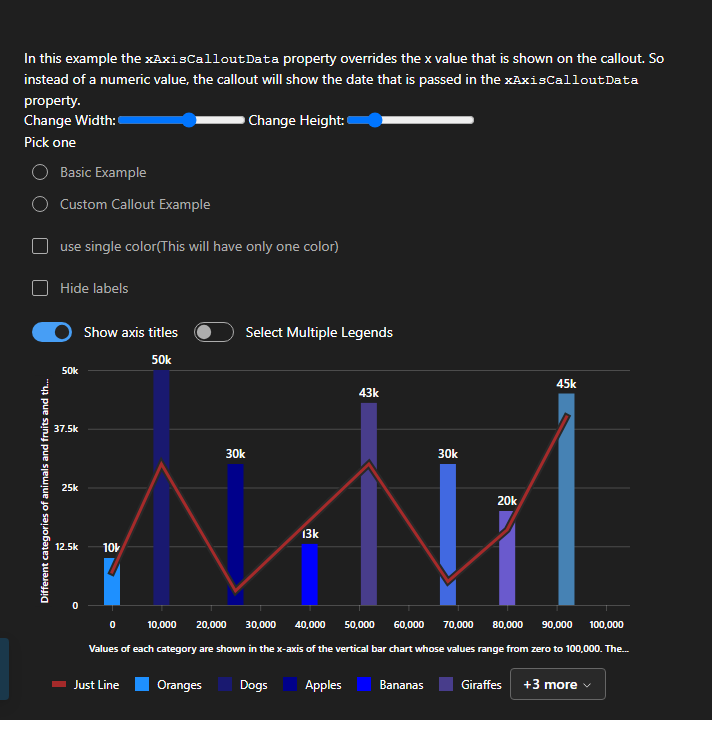 In this example the xAxisCalloutData property overrides the x value that is shown on the callout. So
instead of a numeric value, the callout will show the date that is passed in the xAxisCalloutData
property.
Change Width: Change Height:
Pick one
Basic Example
Custom Callout Example
use single color(This will have only one color)
Hide labels
Show axis titles Select Multiple Legends
Different categories of animals and fruits and th...
50k
37.5k
25k
12.5k
0
10k
50k
30k
13k
43k
30k
20k
45k
0 10,000 20,000 30,000 40,000 50,000 60,000 70,000 80,000 90,000 100,000
Values of each category are shown in the x-axis of the vertical bar chart whose values range from zero to 100,000. The...
Just Line Oranges Dogs Apples Bananas Giraffes +3 more